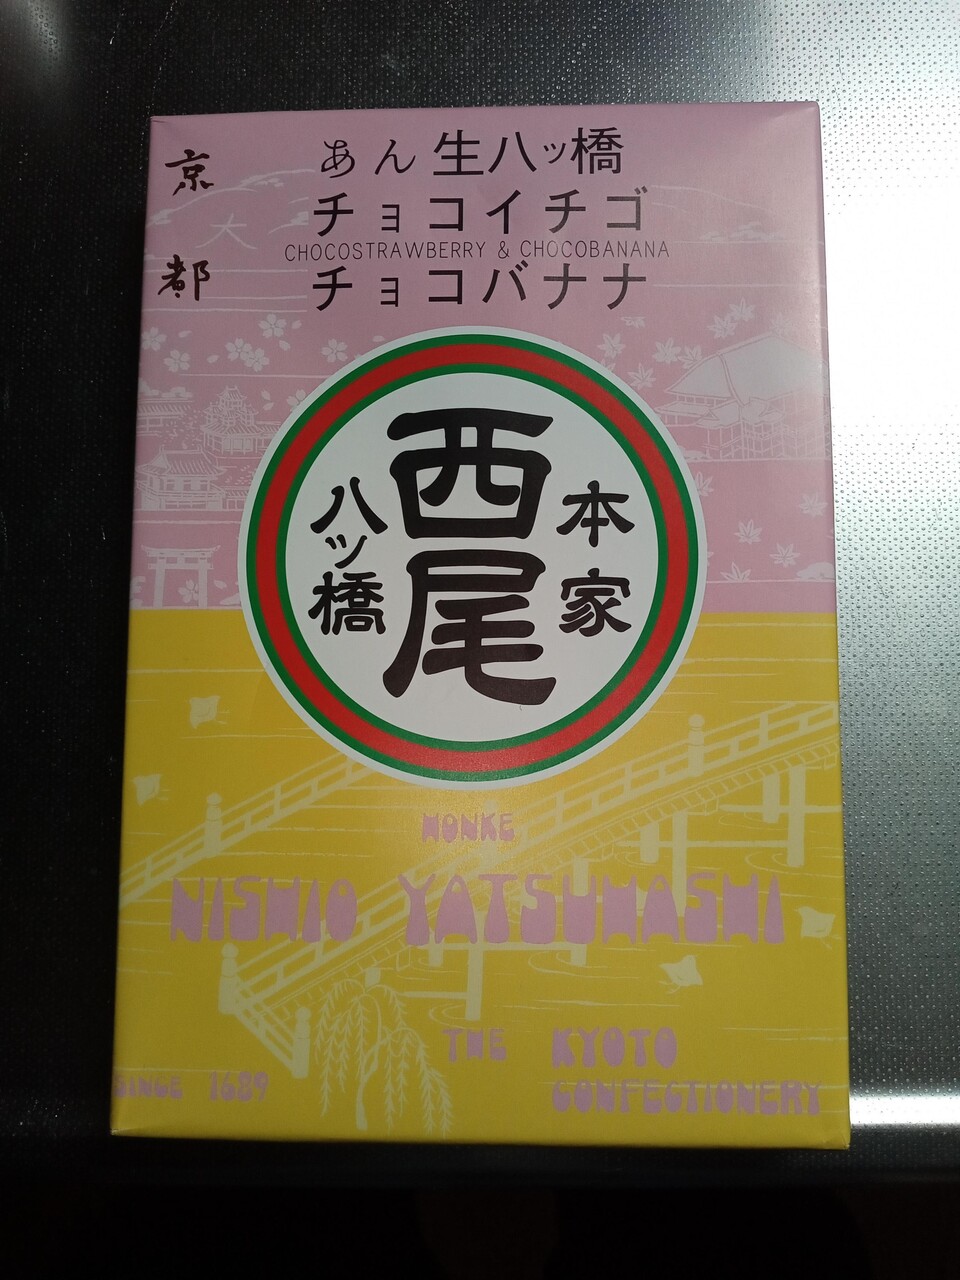 京都
あん生八ッ橋
チョコイチゴ
CHOCOSTRAWBERRY & CHOCOBANANA
チョコバナナ
大
本家
西尾
八ッ橋
HONKE
NISHIO YATSUHASHI
THE KYOTO
CONFECTIONERY
SINCE 1689